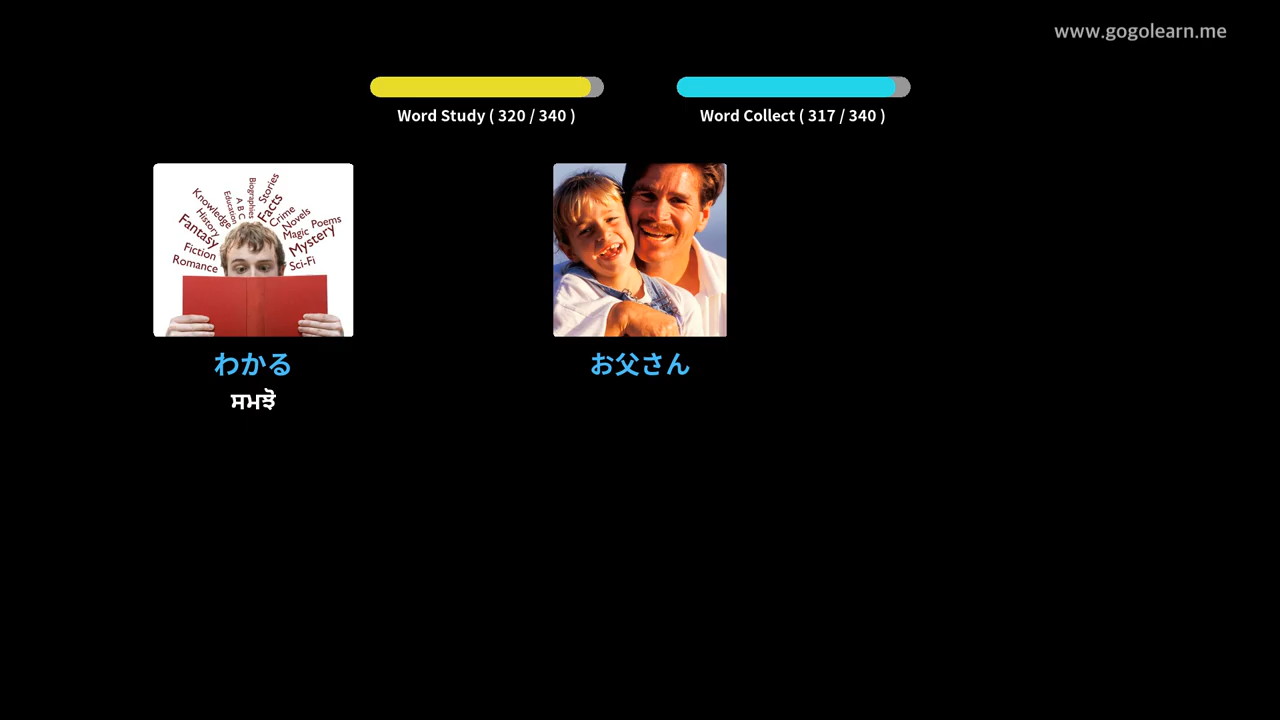 www.gogolearn.me
Word Study ( 320 / 340 )
Word Collect ( 317 / 340 )
Stories
Biographies
Facts
A B C
Education
Crime
Knowledge
Novels
History
Poems
Magic
Fantasy
Mystery
Fiction
Sci-Fi
Romance
わかる
お父さん
ਸਮਝੋ